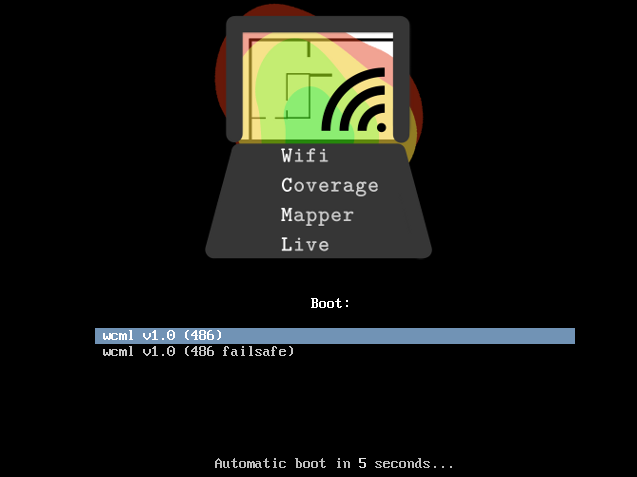 Wifi
Coverage
Mapper
Live
Boot:
wcml v1.0 (486)
wcml v1.0 (486 failsafe)
Automatic boot in 5 seconds...